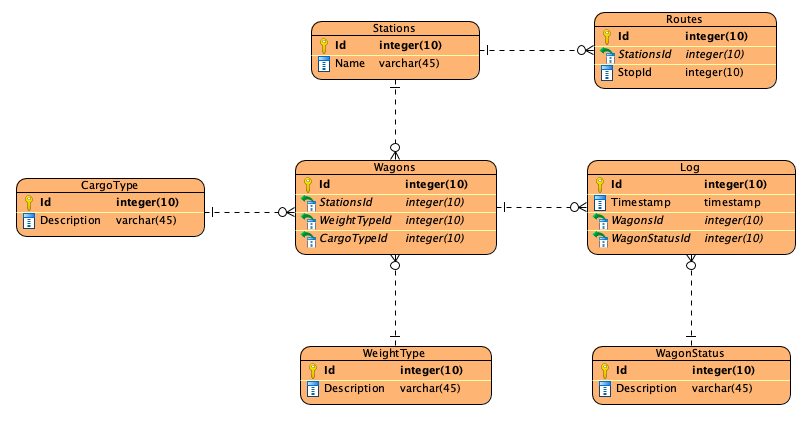 Stations
Id integer(10)
Name varchar(45)
Routes
Id integer(10)
StationsId integer(10)
StopId integer(10)
CargoType
Id integer(10)
Description varchar(45)
Wagons
Id integer(10)
StationsId integer(10)
WeightTypeId integer(10)
CargoTypeId integer(10)
Log
Id integer(10)
Timestamp timestamp
WagonsId integer(10)
WagonStatusId integer(10)
WeightType
Id integer(10)
Description varchar(45)
WagonStatus
Id integer(10)
Description varchar(45)